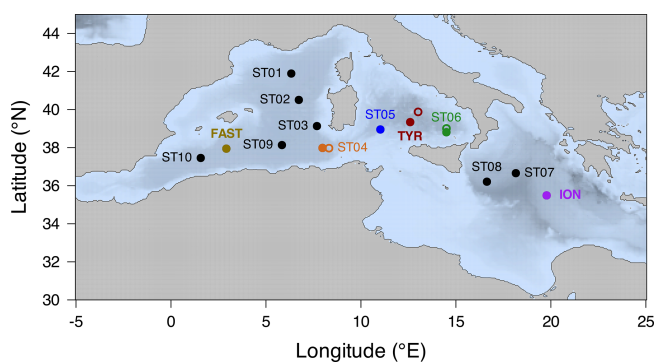 44
42
40
38
36
34
32
30
-5
0
5
10
15
20
25
Latitude (°N)
Longitude (°E)
ST01
ST02
ST03
ST05
ST06
TYR
FAST
ST09
ST04
ST10
ST08
ST07
ION